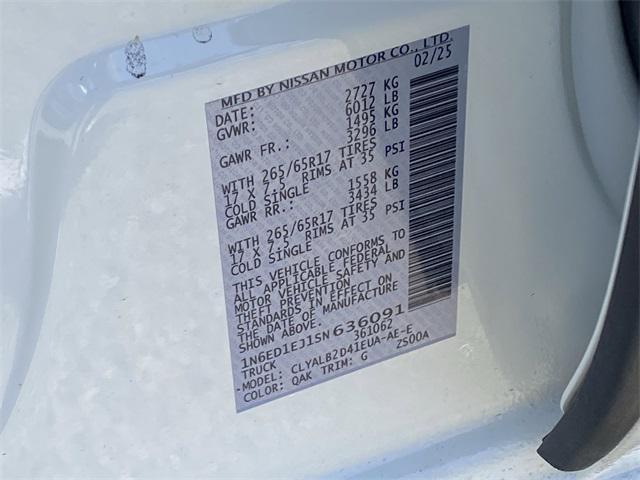 MFD BY NISSAN MOTOR CO., LTD.
DATE: 02/25
GVWR: 2727 KG
6012 LB
GAWR FR.: 1495 KG
3296 LB
WITH 265/65R17 TIRES
17 X 7.5 RIMS AT 35 PSI
COLD SINGLE
GAWR RR.: 1558 KG
3434 LB
WITH 265/65R17 TIRES
17 X 7.5 RIMS AT 35 PSI
COLD SINGLE
THIS VEHICLE CONFORMS TO
ALL APPLICABLE FEDERAL
MOTOR VEHICLE SAFETY AND
THEFT PREVENTION
STANDARDS IN EFFECT ON
THE DATE OF MANUFACTURE
SHOWN ABOVE.
1N6ED1EJ1SN636091
TRUCK 361062
MODEL: CLYALB2D41EUA-AE-E
COLOR: QAK TRIM: G ZS00A